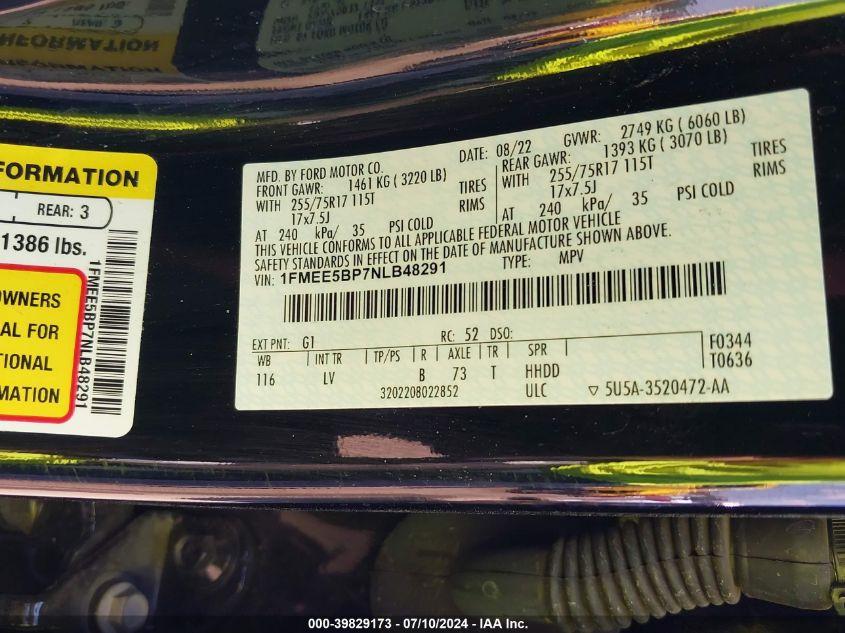 FORMATION
REAR: 3
1386 lbs.
OWNERS
AL FOR
TIONAL
MATION
1FMEE5BP7NLB48291
MFD. BY FORD MOTOR CO.
DATE: 08/22 GVWR: 2749 KG ( 6060 LB)
FRONT GAWR: 1461 KG ( 3220 LB)
REAR GAWR: 1393 KG ( 3070 LB)
WITH 255/75R17 115T TIRES
WITH 255/75R17 115T TIRES
17x7.5J RIMS
17x7.5J RIMS
AT 240 kPa/ 35 PSI COLD
AT 240 kPa/ 35 PSI COLD
THIS VEHICLE CONFORMS TO ALL APPLICABLE FEDERAL MOTOR VEHICLE
SAFETY STANDARDS IN EFFECT ON THE DATE OF MANUFACTURE SHOWN ABOVE.
VIN: 1FMEE5BP7NLB48291 TYPE: MPV
EXT PNT: G1 RC: 52 DSO:
WB INT TR TP/PS R AXLE TR SPR
116 LV B 73 T HHDD
F0344
T0636
3202208022852 ULC ▽ 5U5A-3520472-AA
000-39829173 - 07/10/2024 - IAA Inc.